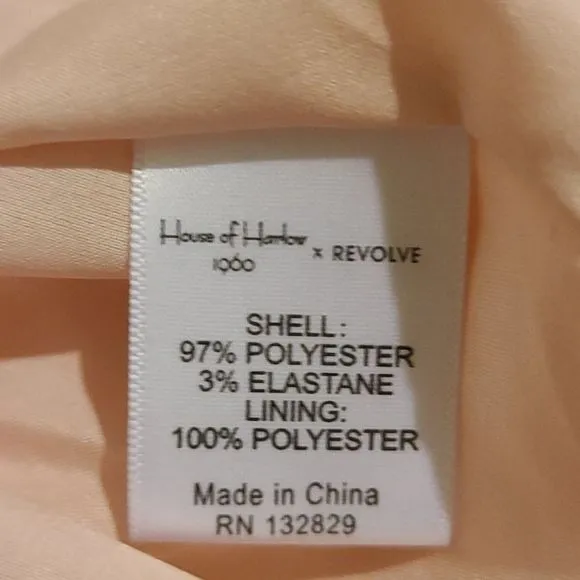 House of Harlow
1960 x REVOLVE
SHELL:
97% POLYESTER
3% ELASTANE
LINING:
100% POLYESTER
Made in China
RN 132829